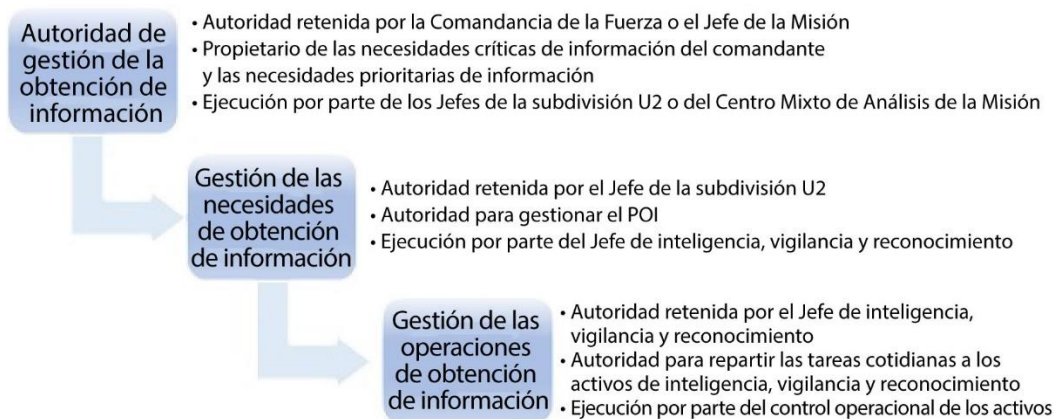 Autoridad de
gestión de la
obtención de
información
• Autoridad retenida por la Comandancia de la Fuerza o el Jefe de la Misión
• Propietario de las necesidades críticas de información del comandante
y las necesidades prioritarias de información
• Ejecución por parte de los Jefes de la subdivisión U2 o del Centro Mixto de Análisis de la Misión
Gestión de las
necesidades
de obtención
de información
• Autoridad retenida por el Jefe de la subdivisión U2
• Autoridad para gestionar el POI
• Ejecución por parte del Jefe de inteligencia, vigilancia y reconocimiento
Gestión de las
operaciones
de obtención
de información
• Autoridad retenida por el Jefe de inteligencia,
vigilancia y reconocimiento
• Autoridad para repartir las tareas cotidianas a los
activos de inteligencia, vigilancia y reconocimiento
• Ejecución por parte del control operacional de los activos